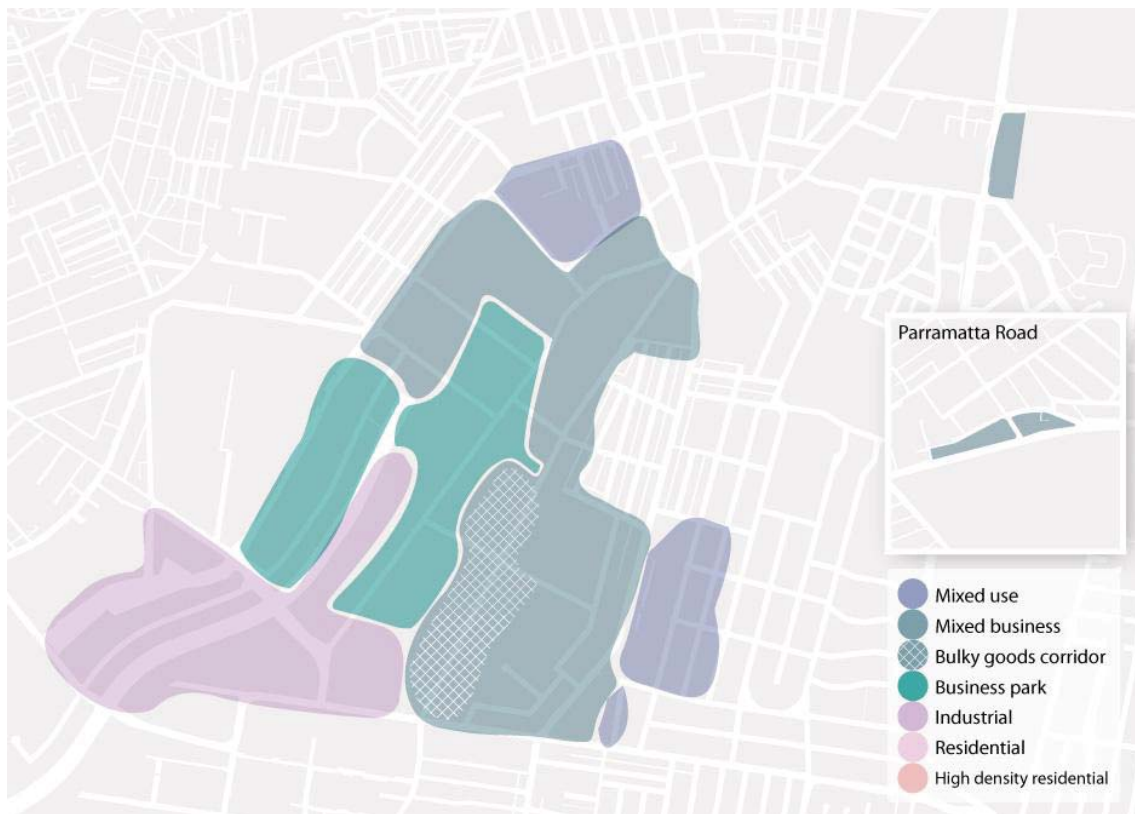 Parramatta Road
Mixed use
Mixed business
Bulky goods corridor
Business park
Industrial
Residential
High density residential